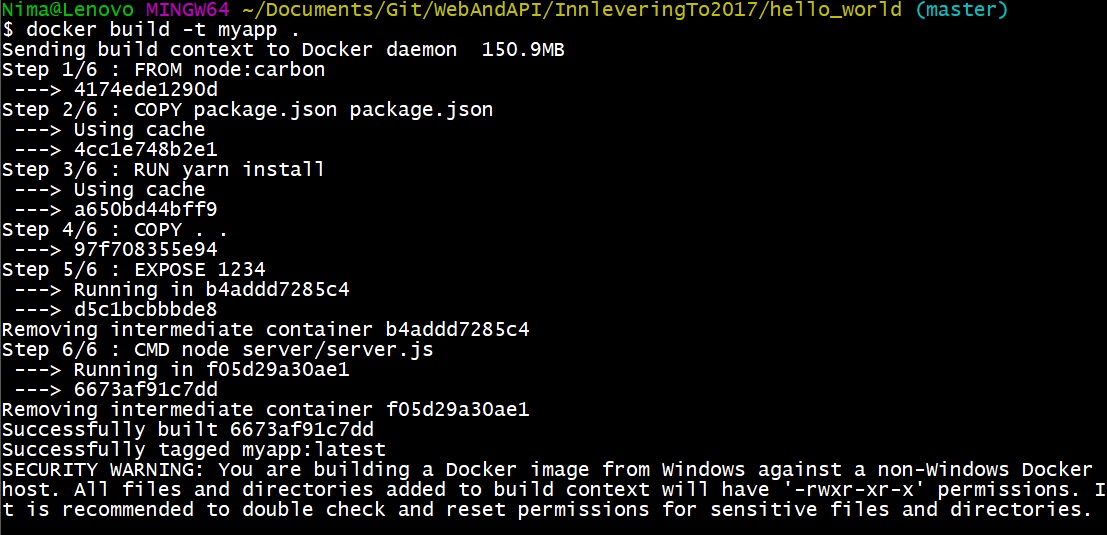 Nima@Lenovo MINGW64 ~/Documents/Git/WebAndAPI/InnleveringTo2017/hello_world (master)
$ docker build -t myapp .
Sending build context to Docker daemon  150.9MB
Step 1/6 : FROM node:carbon
 ---> 4174ede1290d
Step 2/6 : COPY package.json package.json
 ---> Using cache
 ---> 4cc1e748b2e1
Step 3/6 : RUN yarn install
 ---> Using cache
 ---> a650bd44bff9
Step 4/6 : COPY . .
 ---> 97f708355e94
Step 5/6 : EXPOSE 1234
 ---> Running in b4addd7285c4
 ---> d5c1bcbbbde8
Removing intermediate container b4addd7285c4
Step 6/6 : CMD node server/server.js
 ---> Running in f05d29a30ae1
 ---> 6673af91c7dd
Removing intermediate container f05d29a30ae1
Successfully built 6673af91c7dd
Successfully tagged myapp:latest
SECURITY WARNING: You are building a Docker image from Windows against a non-Windows Docker
host. All files and directories added to build context will have '-rwxr-xr-x' permissions. I
t is recommended to double check and reset permissions for sensitive files and directories.